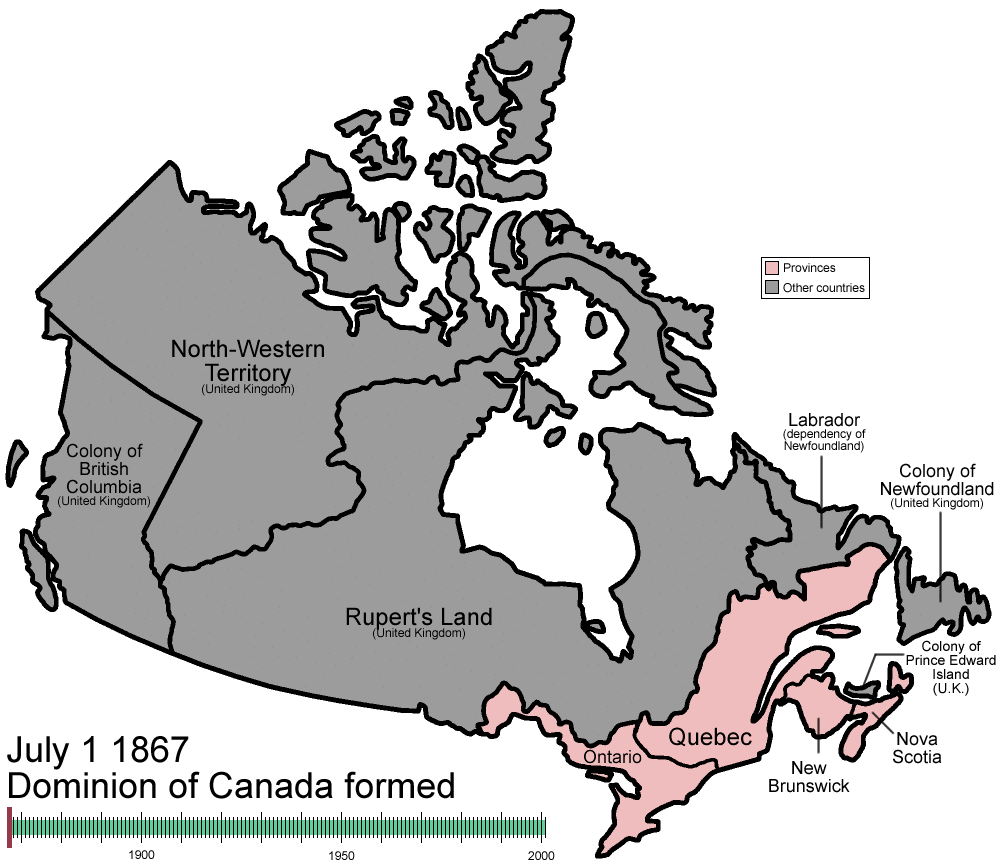 Provinces
Other countries
North-Western
Territory
(United Kingdom)
Labrador
(dependency of
Newfoundland)
Colony of
British
Columbia
(United Kingdom)
Colony of
Newfoundland
(United Kingdom)
Rupert's Land
(United Kingdom)
Colony of
Prince Edward
Island
(U.K.)
Quebec
Ontario
Nova
Scotia
New
Brunswick
July 1 1867
Dominion of Canada formed
1900
1950
2000